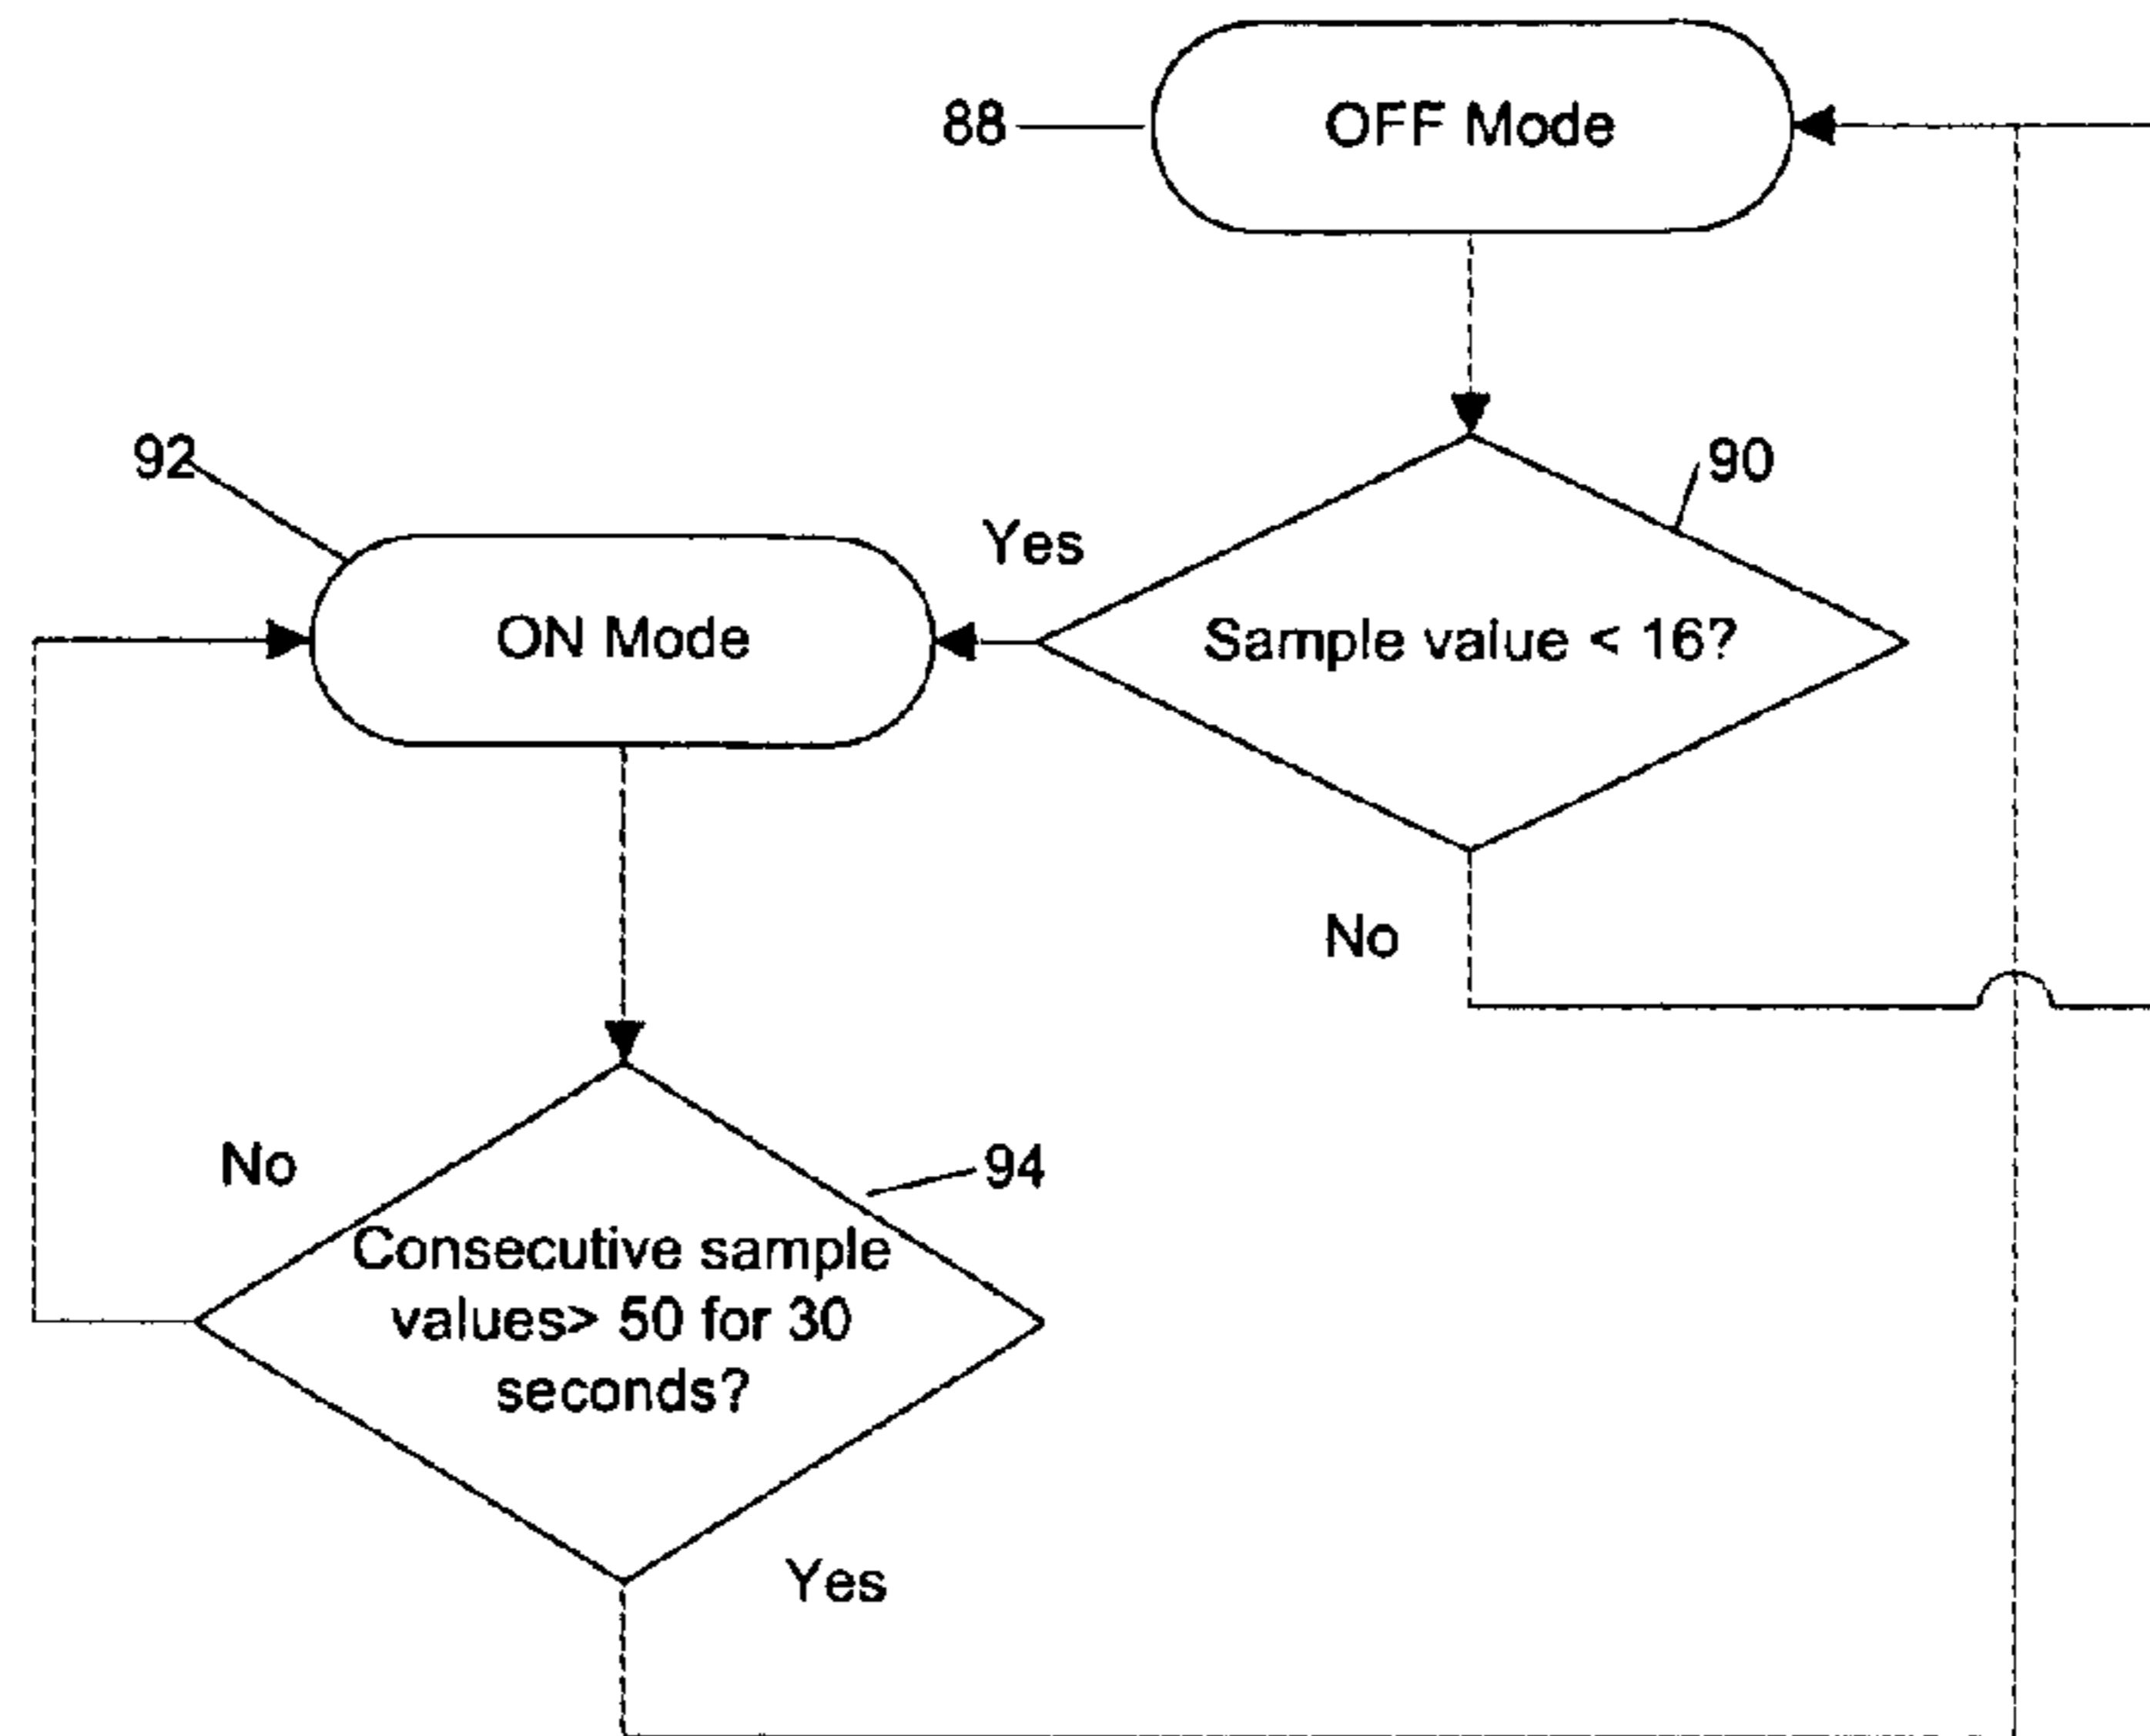 88
OFF Mode
92
90
Yes
ON Mode
Sample value < 16?
No
No
94
Consecutive sample
values> 50 for 30
seconds?
Yes